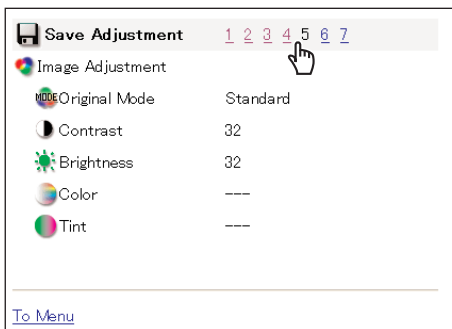 Save Adjustment 1 2 3 4 5 6 7
Image Adjustment
MODE Original Mode Standard
Contrast 32
Brightness 32
Color ---
Tint ---
To Menu